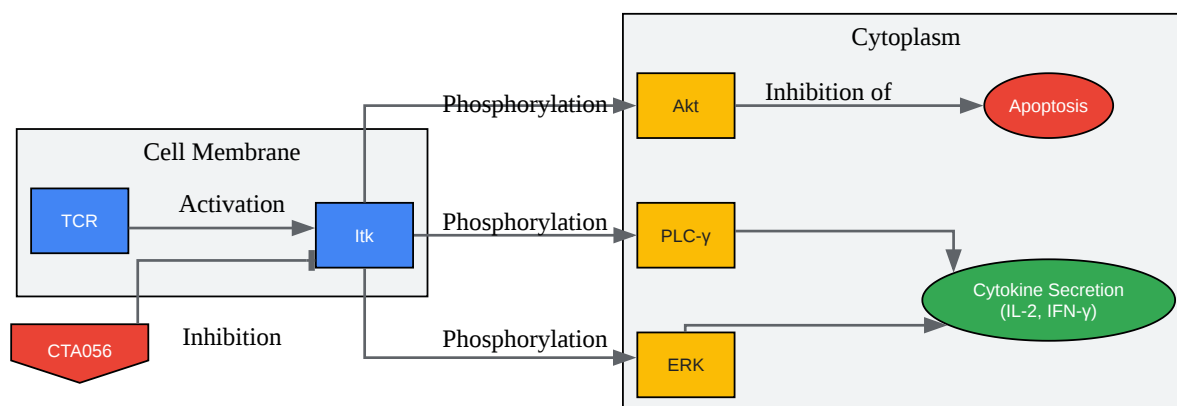 Cytoplasm
Phosphorylation
Akt
Inhibition of
Apoptosis
Cell Membrane
TCR
Activation
Itk
Phosphorylation
PLC-γ
Cytokine Secretion
(IL-2, IFN-γ)
CTA056
Inhibition
Phosphorylation
ERK